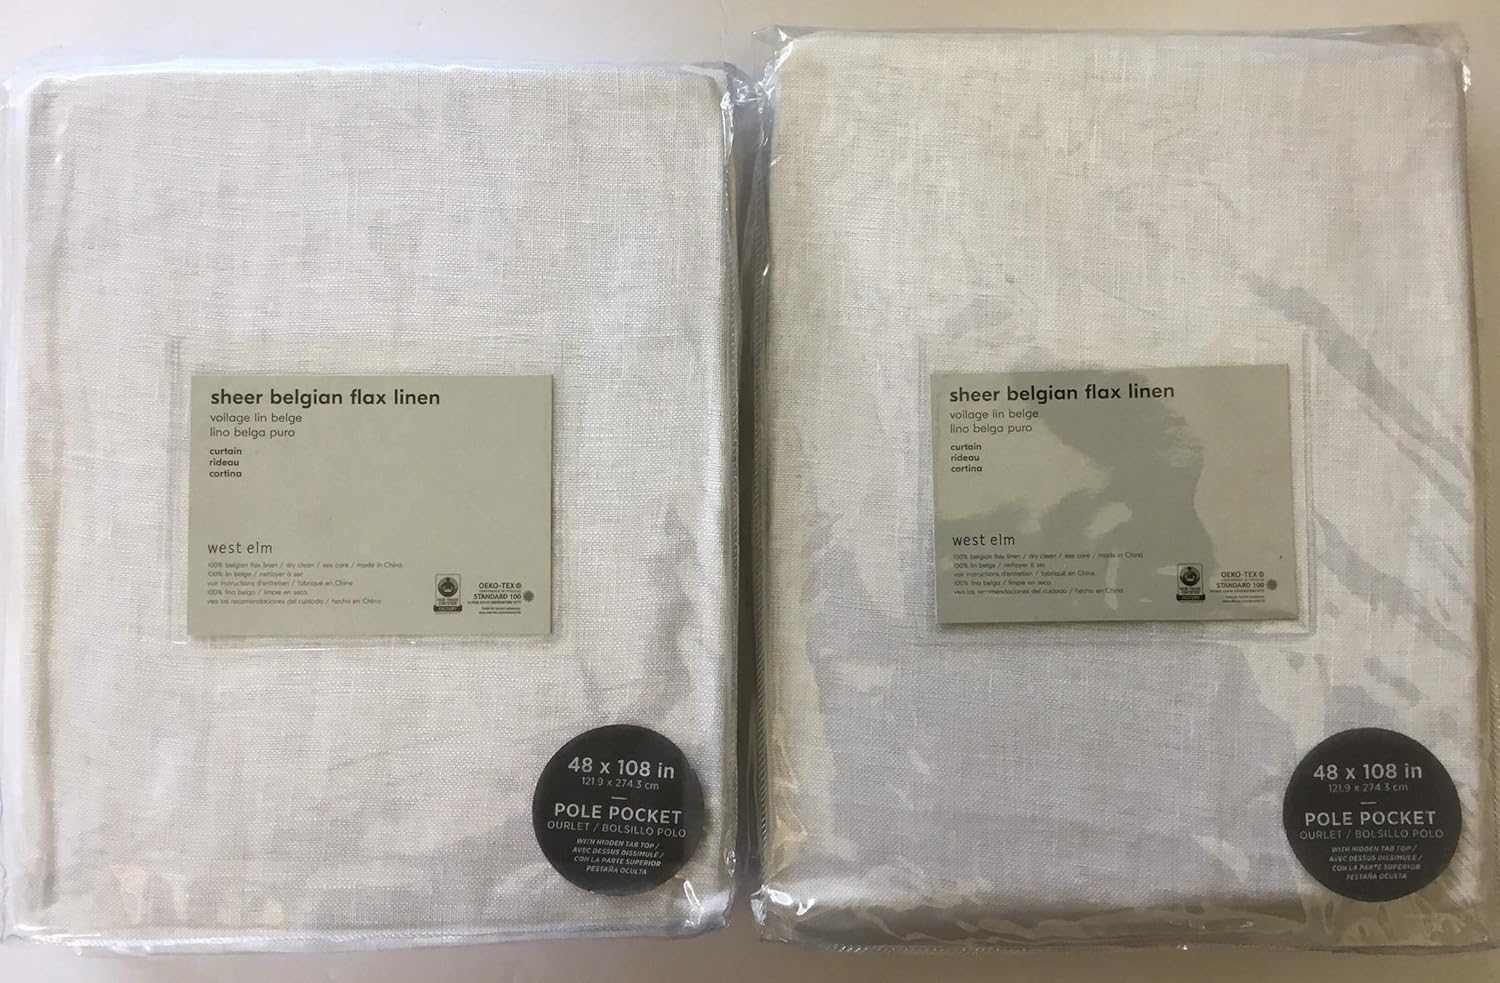 sheer belgian flax linen
voilage lin belge
lino belga puro
curtain
rideau
cortina
west elm
100% belgian flax linen / dry clean / see care / made in China
100% lin belge / nettoyer à sec
voir instructions d'entretien / fabriqué en Chine
100% lino belga / limpie en seco
vea las recomendaciones del cuidado / hecho en China
FAIR TRADE
CERTIFIED
FACTORY
OEKO-TEX®
STANDARD 100
48 x 108 in
121.9 x 274.3 cm
POLE POCKET
OURLET / BOLSILLO POLO
WITH HIDDEN TAB TOP /
AVEC DESSUS DISSIMULÉ /
CON LA PARTE SUPERIOR
PESTAÑA OCULTA
sheer belgian flax linen
voilage lin belge
lino belga puro
curtain
rideau
cortina
west elm
100% belgian flax linen / dry clean / see care / made in China
100% lin belge / nettoyer à sec
voir instructions d'entretien / fabriqué en Chine
100% lino belga / limpie en seco
vea las recomendaciones del cuidado / hecho en China
FAIR TRADE
CERTIFIED
FACTORY
OEKO-TEX®
STANDARD 100
48 x 108 in
121.9 x 274.3 cm
POLE POCKET
OURLET / BOLSILLO POLO
WITH HIDDEN TAB TOP /
AVEC DESSUS DISSIMULÉ /
CON LA PARTE SUPERIOR
PESTAÑA OCULTA